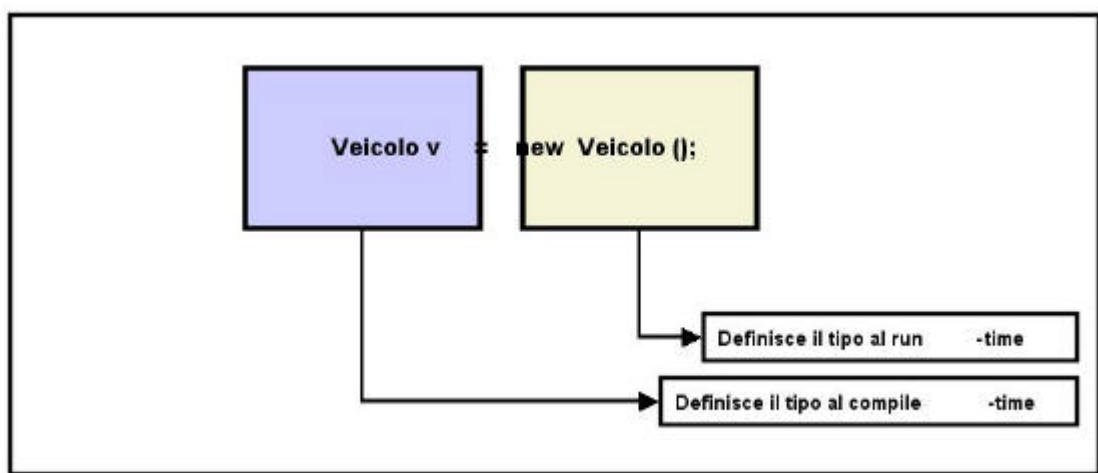 Veicolo v = new Veicolo ();
Definisce il tipo al run -time
Definisce il tipo al compile -time